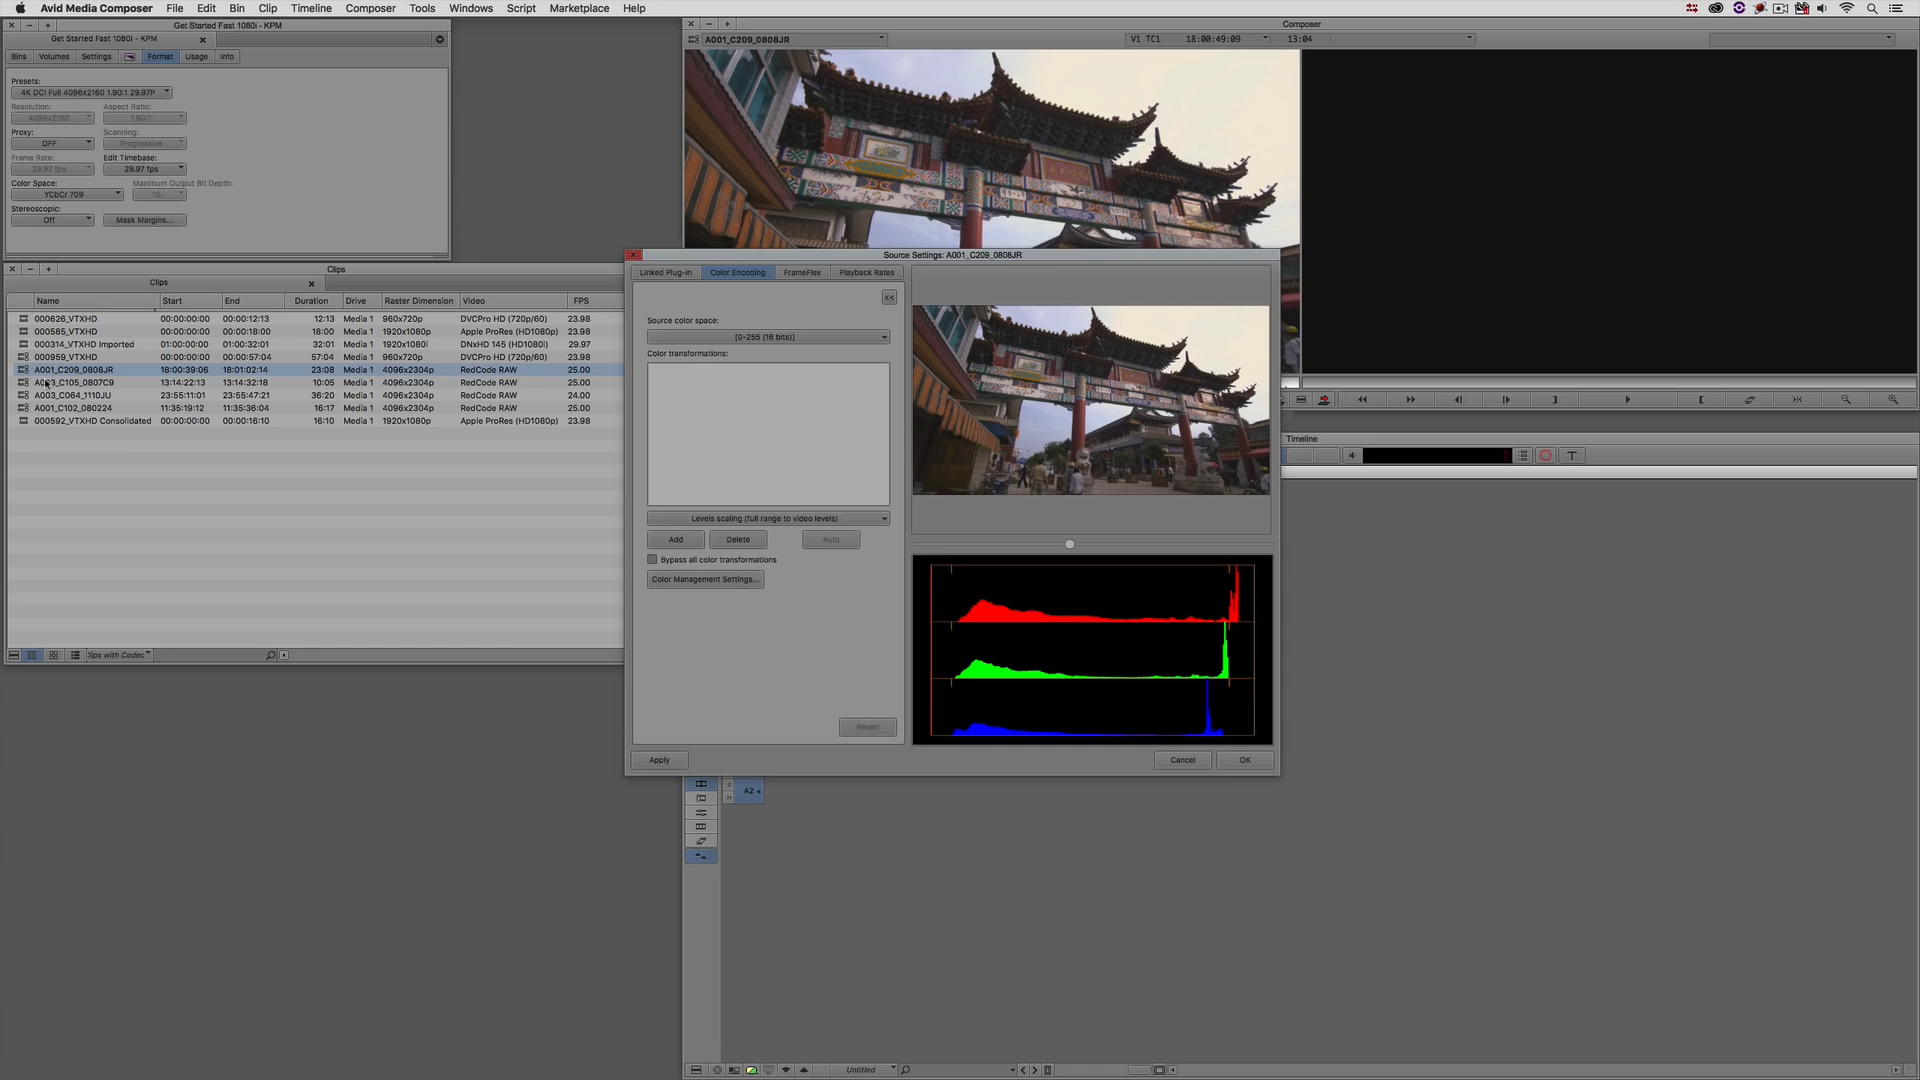 Avid Media Composer File Edit Bin Clip Timeline Composer Tools Windows Script Marketplace Help
Get Started Fast 1080i - KPM
Get Started Fast 1080i - KPM
Bins Volumes Settings Format Usage Info
Presets:
4K DCI Full 4096x2160 1.90:1 29.97P
Resolution: Aspect Ratio:
4096x2160 1.90:1
Proxy: Scanning:
OFF Progressive
Frame Rate: Edit Timebase:
29.97 fps 29.97 fps
Color Space: Maximum Output Bit Depth:
YCbCr 709 10
Stereoscopic:
Off Mask Margins...
Clips
Clips
Name Start End Duration Drive Raster Dimension Video FPS
000626_VTXHD 00:00:00:00 00:00:12:13 12:13 Media 1 960x720p DVCPro HD (720p/60) 23.98
000585_VTXHD 00:00:00:00 00:00:18:00 18:00 Media 1 1920x1080p Apple ProRes (HD1080p) 23.98
000314_VTXHD Imported 01:00:00:00 01:00:32:01 32:01 Media 1 1920x1080i DNxHD 145 (HD1080i) 29.97
000959_VTXHD 00:00:00:00 00:00:57:04 57:04 Media 1 960x720p DVCPro HD (720p/60) 23.98
A001_C209_0808JR 18:00:39:06 18:01:02:14 23:08 Media 1 4096x2304p RedCode RAW 25.00
13:14:22:13 13:14:32:18 10:05 Media 1 4096x2304p RedCode RAW 25.00
A003_C064_1110JU 23:55:11:01 23:55:47:21 36:20 Media 1 4096x2304p RedCode RAW 24.00
A001_C102_080224 11:35:19:12 11:35:36:04 16:17 Media 1 4096x2304p RedCode RAW 25.00
000592_VTXHD Consolidated 00:00:00:00 00:00:16:10 16:10 Media 1 1920x1080p Apple ProRes (HD1080p) 23.98
lips with Codec
Composer
A001_C209_0808JR V1 TC1 18:00:49:09 13:04
Source Settings: A001_C209_0808JR
Linked Plug-in Color Encoding FrameFlex Playback Rates
<<
Source color space:
[0-255 (16 bits)]
Color transformations:
Levels scaling (full range to video levels)
Add Delete Auto
Bypass all color transformations
Color Management Settings...
Revert
Apply Cancel OK
Timeline
T
A2
S
H
Untitled